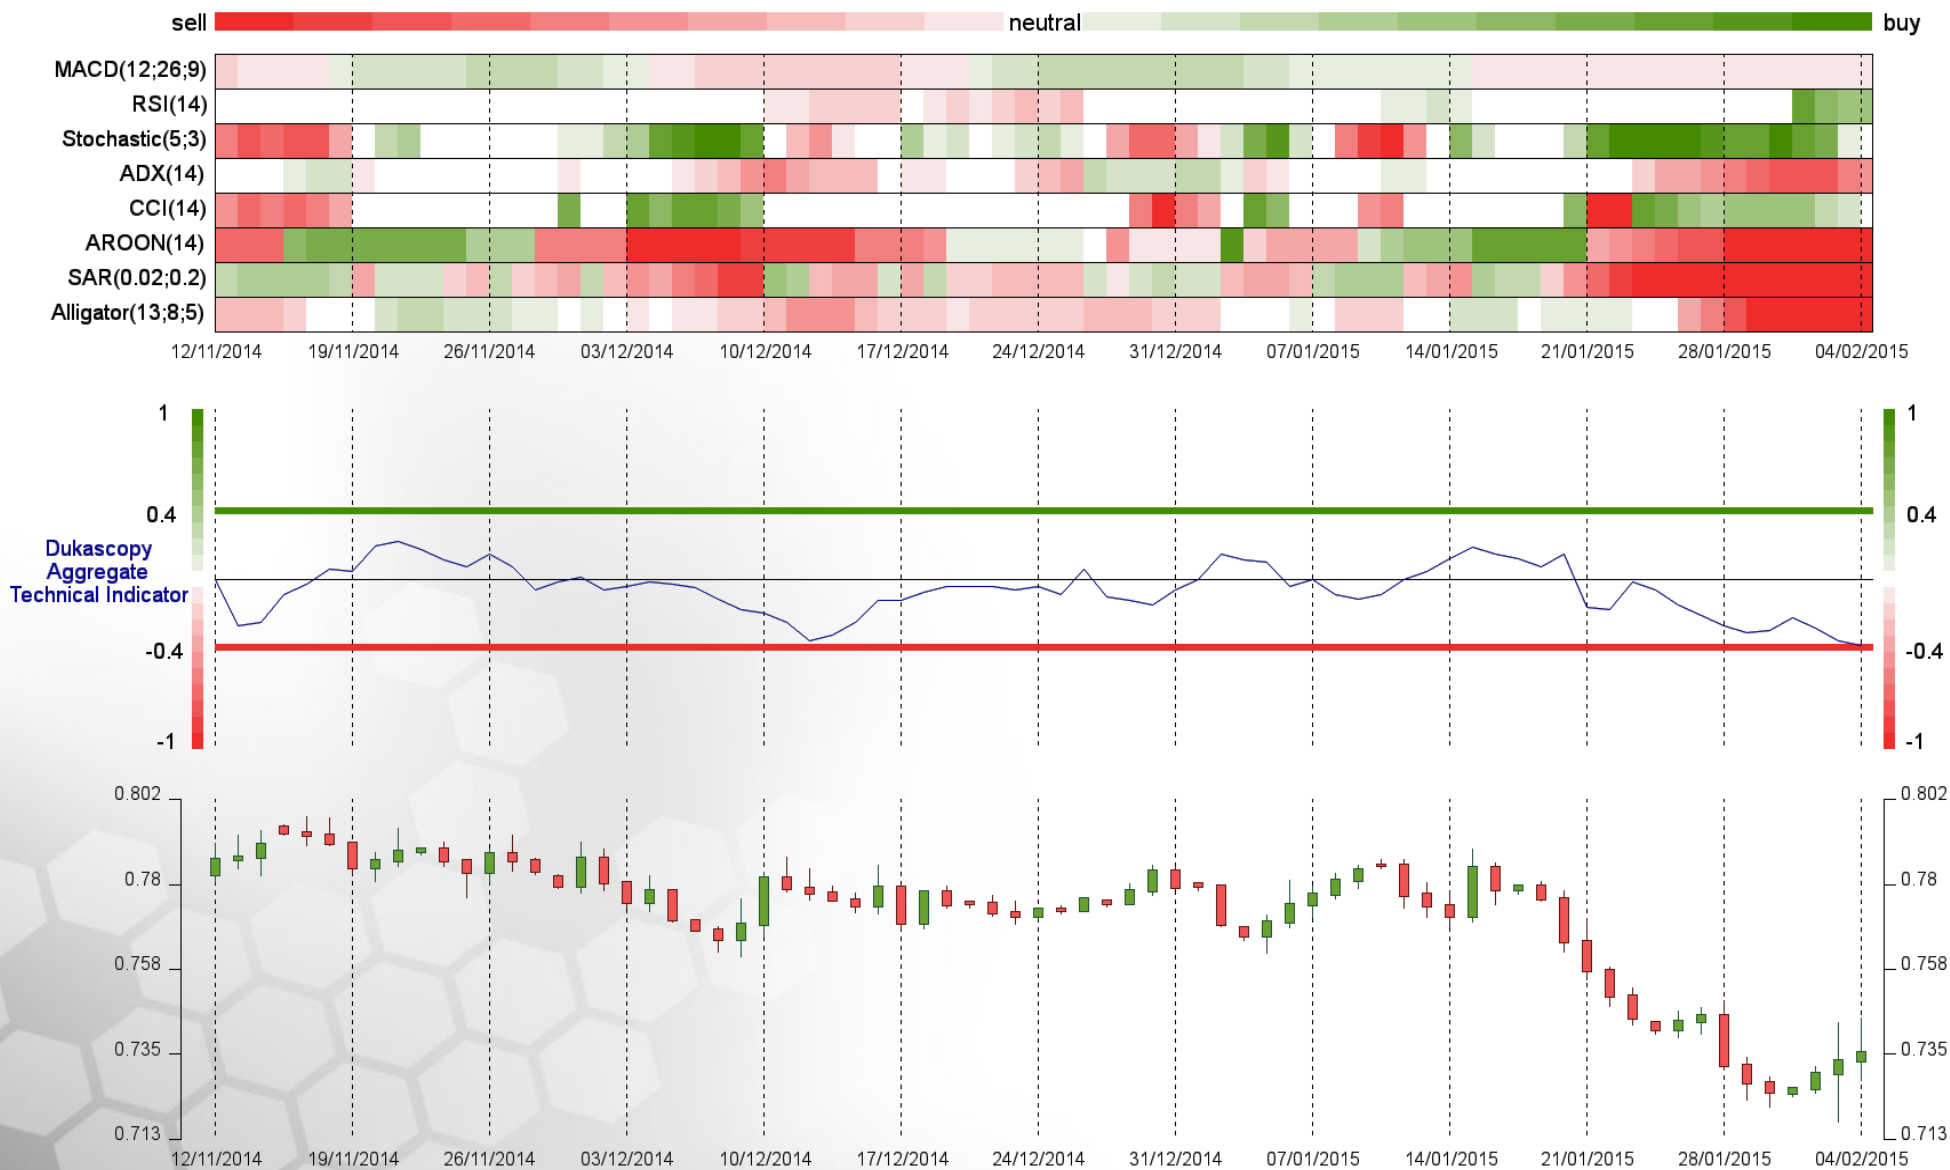 sell neutral buy
MACD(12;26;9)
RSI(14)
Stochastic(5;3)
ADX(14)
CCI(14)
AROON(14)
SAR(0.02;0.2)
Alligator(13;8;5)
12/11/2014 19/11/2014 26/11/2014 03/12/2014 10/12/2014 17/12/2014 24/12/2014 31/12/2014 07/01/2015 14/01/2015 21/01/2015 28/01/2015 04/02/2015
1 1
0.4 0.4
Dukascopy
Aggregate
Technical Indicator
-0.4 -0.4
-1 -1
0.802 0.802
0.78 0.78
0.758 0.758
0.735 0.735
0.713 0.713
12/11/2014 19/11/2014 26/11/2014 03/12/2014 10/12/2014 17/12/2014 24/12/2014 31/12/2014 07/01/2015 14/01/2015 21/01/2015 28/01/2015 04/02/2015